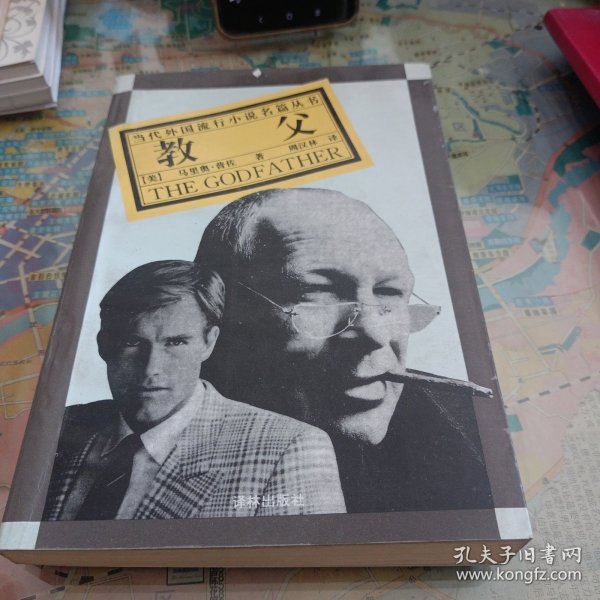 当代外国流行小说名篇丛书
教 父
[美] 马里奥·普佐 著 周汉林 译
THE GODFATHER
译林出版社
孔夫子旧书网
www.kongfz.com